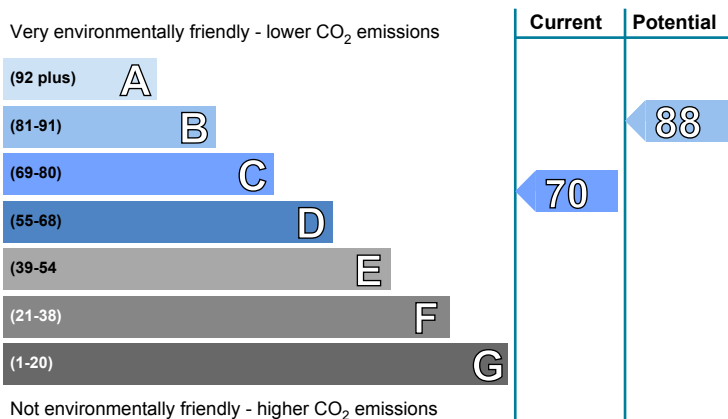 Current Potential
Very environmentally friendly - lower CO2 emissions
(92 plus) A
(81-91) B
88
(69-80) C
70
(55-68) D
(39-54 E
(21-38) F
(1-20) G
Not environmentally friendly - higher CO2 emissions